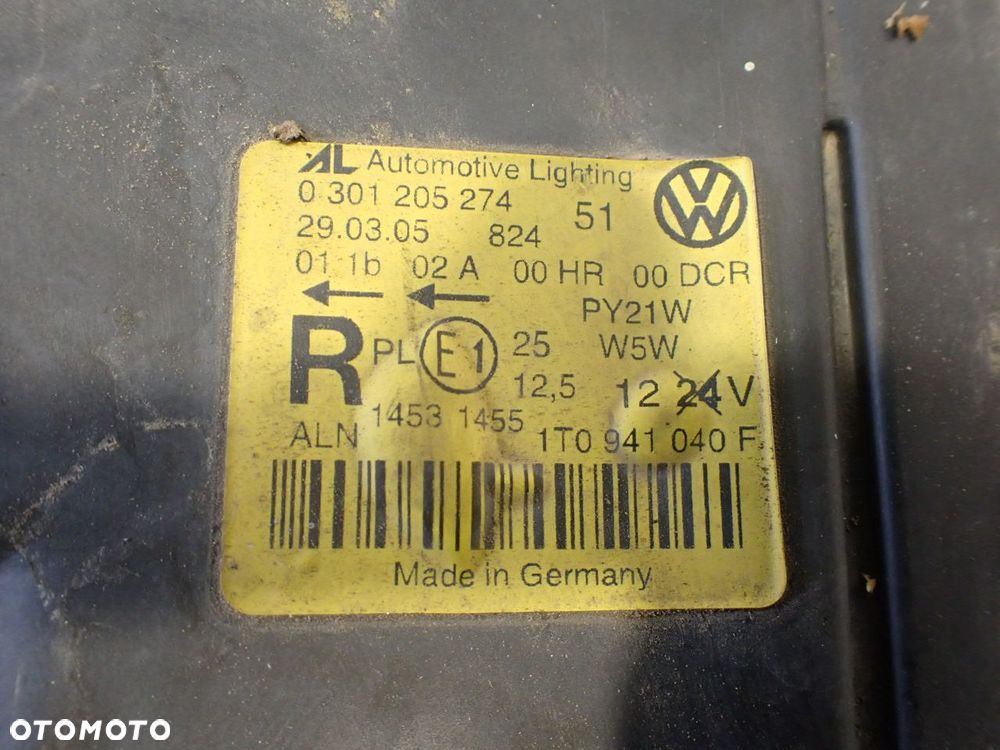 AL Automotive Lighting
0 301 205 274 51
29.03.05 824
01 1b 02 A 00 HR 00 DCR
PY21W
R PL E1 25 W5W
12,5 12 24 V
1453 1455
ALN 1T0 941 040 F
Made in Germany
OTOMOTO